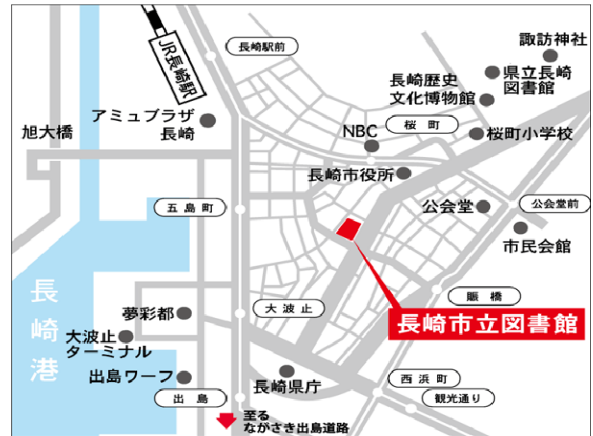 長崎駅前
JR長崎駅
諏訪神社
県立長崎
図書館
長崎歴史
文化博物館
アミュプラザ
長崎
旭大橋
NBC
桜町
桜町小学校
長崎市役所
五島町
公会堂
公会堂前
市民会館
長崎港
夢彩都
大波止
賑橋
長崎市立図書館
大波止
ターミナル
出島ワーフ
長崎県庁
西浜町
出島
観光通り
至る
ながさき出島道路